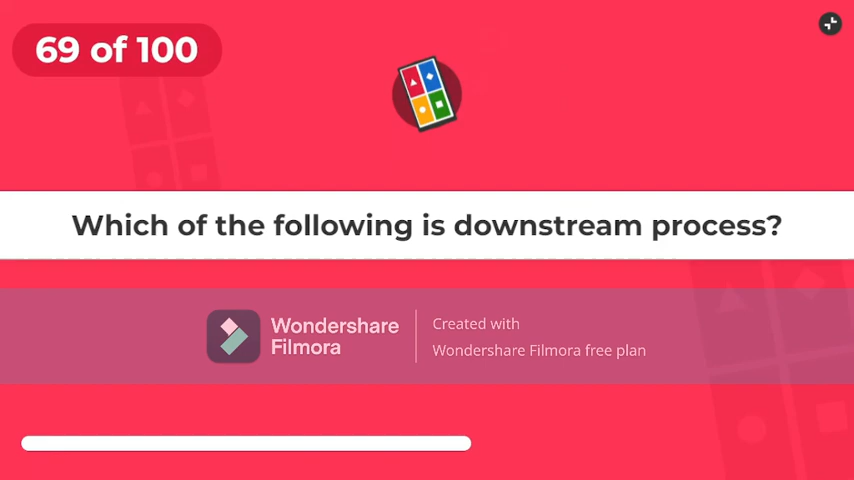 69 of 100
Which of the following is downstream process?
Wondershare
Filmora
Created with
Wondershare Filmora free plan